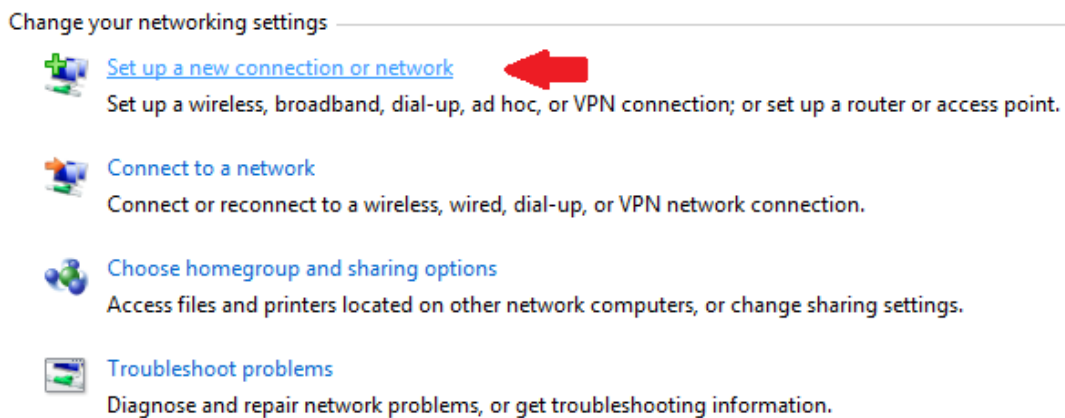 Change your networking settings
Set up a new connection or network
Set up a wireless, broadband, dial-up, ad hoc, or VPN connection; or set up a router or access point.
Connect to a network
Connect or reconnect to a wireless, wired, dial-up, or VPN network connection.
Choose homegroup and sharing options
Access files and printers located on other network computers, or change sharing settings.
Troubleshoot problems
Diagnose and repair network problems, or get troubleshooting information.